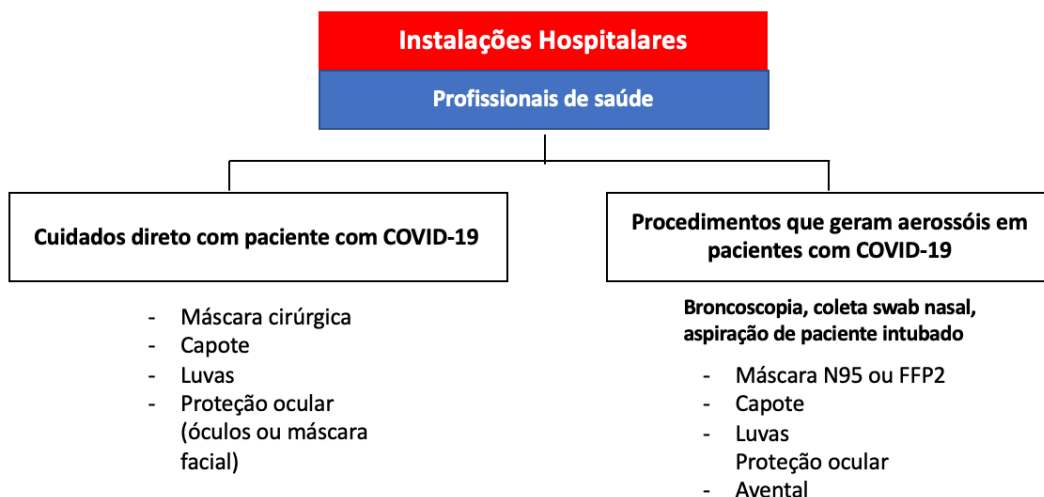 Instalações Hospitalares
Profissionais de saúde
Cuidados direto com paciente com COVID-19
- Máscara cirúrgica
- Capote
- Luvas
- Proteção ocular
(óculos ou máscara
facial)
Procedimentos que geram aerossóis em
pacientes com COVID-19
Broncoscopia, coleta swab nasal,
aspiração de paciente intubado
- Máscara N95 ou FFP2
- Capote
- Luvas
Proteção ocular
- Avental